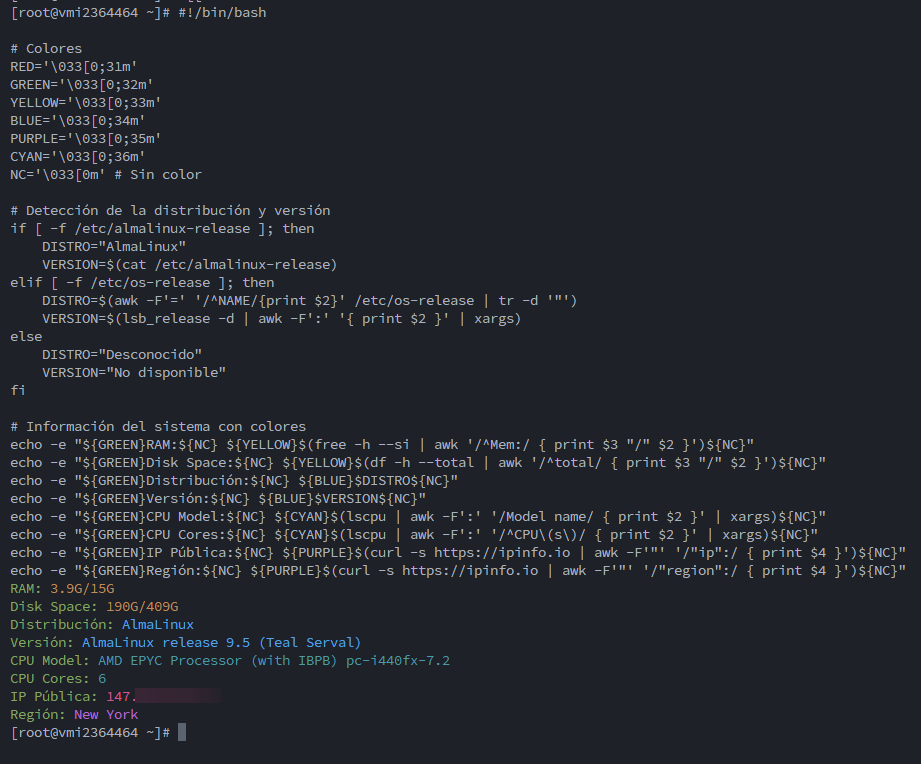 [root@vmi2364464 ~]# #!/bin/bash
# Colores
RED='\033[0;31m'
GREEN='\033[0;32m'
YELLOW='\033[0;33m'
BLUE='\033[0;34m'
PURPLE='\033[0;35m'
CYAN='\033[0;36m'
NC='\033[0m' # Sin color
# Detección de la distribución y versión
if [ -f /etc/almalinux-release ]; then
    DISTRO="AlmaLinux"
    VERSION=$(cat /etc/almalinux-release)
elif [ -f /etc/os-release ]; then
    DISTRO=$(awk -F'=' '/^NAME/{print $2}' /etc/os-release | tr -d '"')
    VERSION=$(lsb_release -d | awk -F':' '{ print $2 }' | xargs)
else
    DISTRO="Desconocido"
    VERSION="No disponible"
fi
# Información del sistema con colores
echo -e "${GREEN}RAM:${NC} ${YELLOW}$(free -h --si | awk '/^Mem:/ { print $3 "/" $2 }')${NC}"
echo -e "${GREEN}Disk Space:${NC} ${YELLOW}$(df -h --total | awk '/^total/ { print $3 "/" $2 }')${NC}"
echo -e "${GREEN}Distribución:${NC} ${BLUE}$DISTRO${NC}"
echo -e "${GREEN}Versión:${NC} ${BLUE}$VERSION${NC}"
echo -e "${GREEN}CPU Model:${NC} ${CYAN}$(lscpu | awk -F':' '/Model name/ { print $2 }' | xargs)${NC}"
echo -e "${GREEN}CPU Cores:${NC} ${CYAN}$(lscpu | awk -F':' '/^CPU\(s\)/ { print $2 }' | xargs)${NC}"
echo -e "${GREEN}IP Pública:${NC} ${PURPLE}$(curl -s https://ipinfo.io | awk -F'"' '/"ip":/ { print $4 }')${NC}"
echo -e "${GREEN}Región:${NC} ${PURPLE}$(curl -s https://ipinfo.io | awk -F'"' '/"region":/ { print $4 }')${NC}"
RAM: 3.9G/15G
Disk Space: 190G/409G
Distribución: AlmaLinux
Versión: AlmaLinux release 9.5 (Teal Serval)
CPU Model: AMD EPYC Processor (with IBPB) pc-i440fx-7.2
CPU Cores: 6
IP Pública: 147.
Región: New York
[root@vmi2364464 ~]#